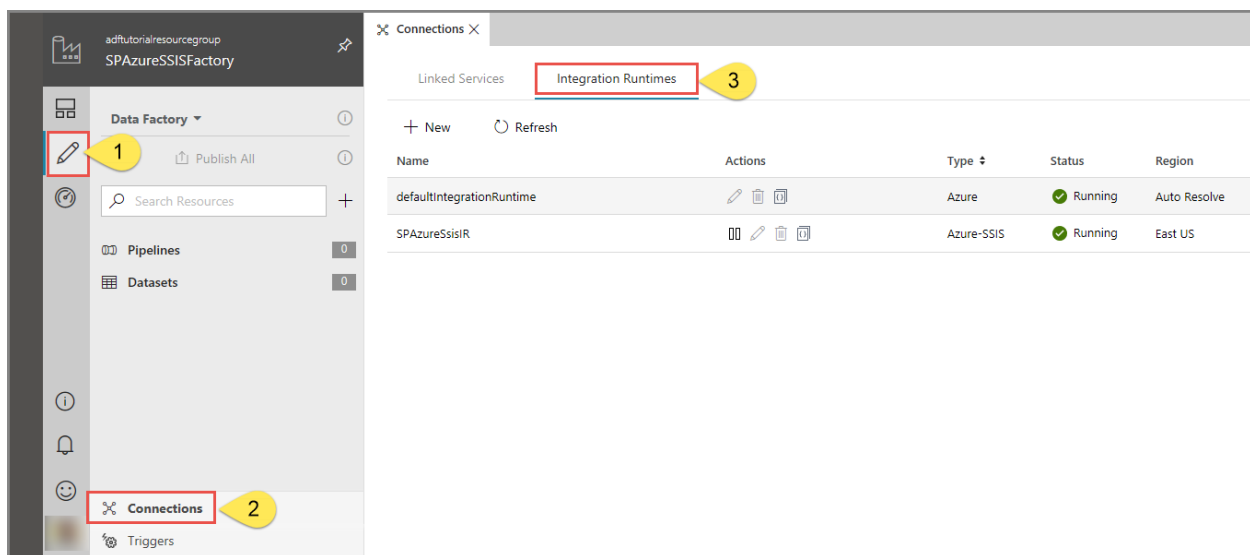 adftutorialresourcegroup
SPAzureSSISFactory
Data Factory
1
Publish All
Search Resources
Pipelines 0
Datasets 0
Connections 2
Triggers
Connections
Linked Services Integration Runtimes 3
New Refresh
Name Actions Type Status Region
defaultIntegrationRuntime Azure Running Auto Resolve
SPAzureSsisIR Azure-SSIS Running East US